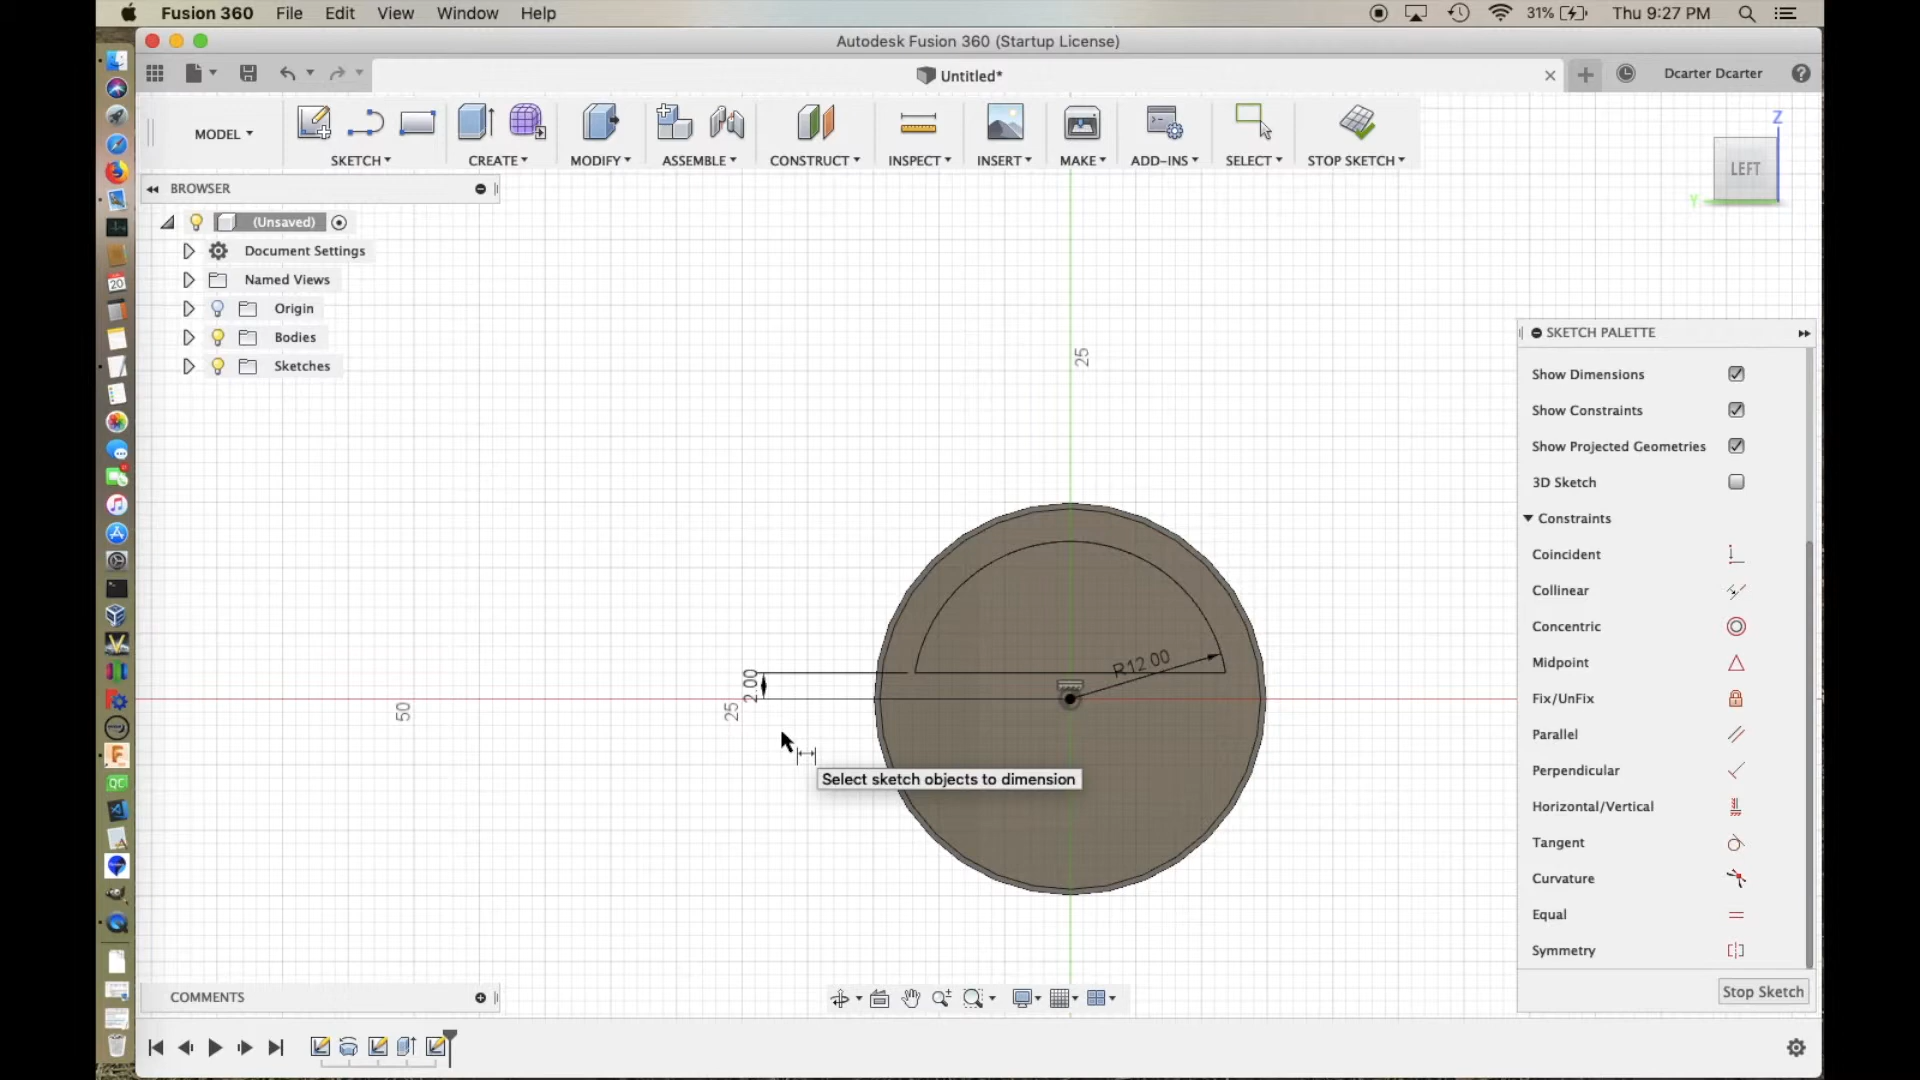 Fusion 360 File Edit View Window Help 31% Thu 9:27 PM
Autodesk Fusion 360 (Startup License)
Untitled*
Dcarter Dcarter
MODEL
SKETCH CREATE MODIFY ASSEMBLE CONSTRUCT INSPECT INSERT MAKE ADD-INS SELECT STOP SKETCH
Z
LEFT
Y
BROWSER
(Unsaved)
Document Settings
Named Views
Origin
Bodies
Sketches
25
50
25
2.00
R12.00
Select sketch objects to dimension
SKETCH PALETTE
Show Dimensions
Show Constraints
Show Projected Geometries
3D Sketch
Constraints
Coincident
Collinear
Concentric
Midpoint
Fix/UnFix
Parallel
Perpendicular
Horizontal/Vertical
Tangent
Curvature
Equal
Symmetry
Stop Sketch
COMMENTS